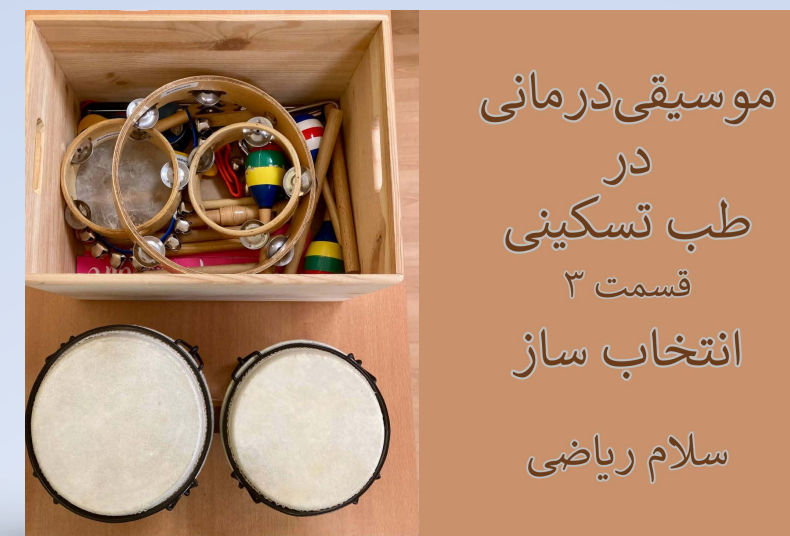 موسیقی‌درمانی
در
طب تسکینی
قسمت ۳
انتخاب ساز
سلام ریاضی